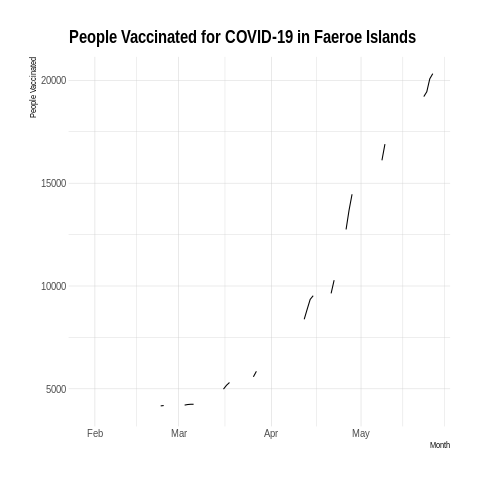 People Vaccinated for COVID-19 in Faeroe Islands
People Vaccinated
20000
15000
10000
5000
Feb Mar Apr May
Month